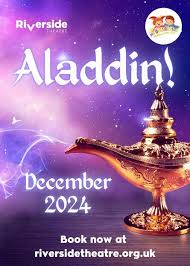 Riverside
THEATRE
Aladdin!
December
2024
Book now at
riversidetheatre.org.uk